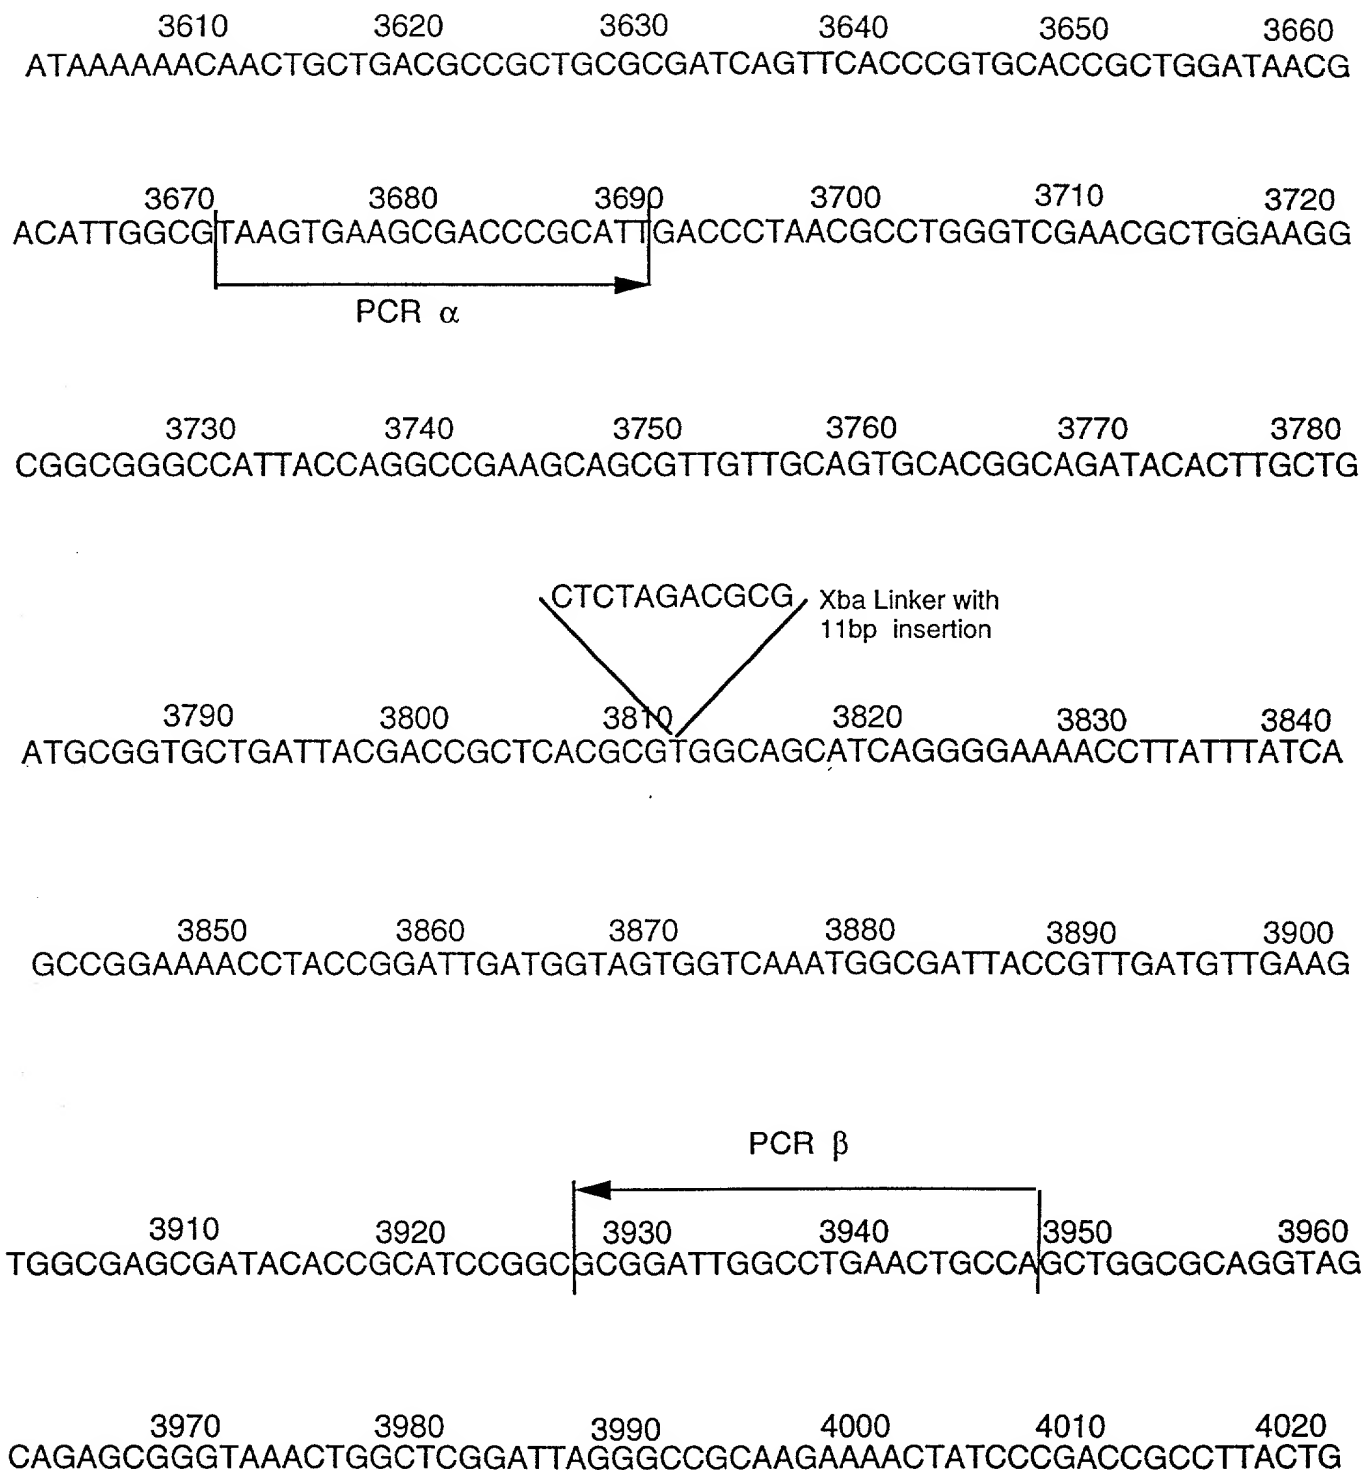 3610 3620 3630 3640 3650 3660
ATAAAAAACAACTGCTGACGCCGCTGCGCGATCAGTTCACCCGTGCACCGCTGGATAACG
3670 3680 3690 3700 3710 3720
ACATTGGCGTAAGTGAAGCGACCCGCATTGACCCTAACGCCTGGGTCGAACGCTGGAAGG
PCR α
3730 3740 3750 3760 3770 3780
CGGCGGGCCATTACCAGGCCGAAGCAGCGTTGTTGCAGTGCACGGCAGATACACTTGCTG
CTCTAGACGCG Xba Linker with
11bp insertion
3790 3800 3810 3820 3830 3840
ATGCGGTGCTGATTACGACCGCTCACGCGTGGCAGCATCAGGGGAAAACCTTATTTATCA
3850 3860 3870 3880 3890 3900
GCCGGAAAACCTACCGGATTGATGGTAGTGGTCAAATGGCGATTACCGTTGATGTTGAAG
PCR β
3910 3920 3930 3940 3950 3960
TGGCGAGCGATACACCGCATCCGGCGCGGATTGGCCTGAACTGCCAGCTGGCGCAGGTAG
3970 3980 3990 4000 4010 4020
CAGAGCGGGTAAACTGGCTCGGATTAGGGCCGCAAGAAAACTATCCCGACCGCCTTACTG